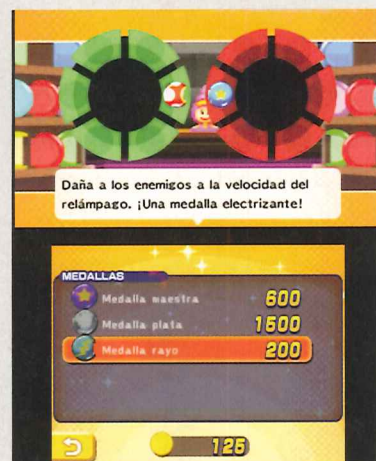 Daña a los enemigos a la velocidad del
relámpago. ¡Una medalla electrizante!
MEDALLAS
Medalla maestra 600
Medalla plata 1500
Medalla rayo 200
125